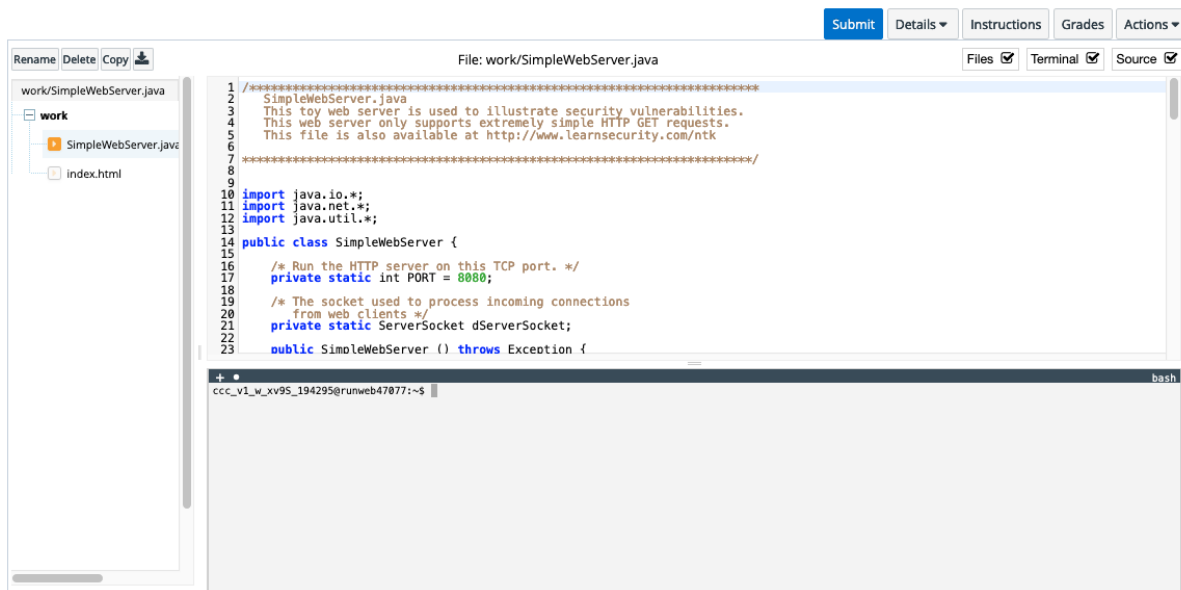 Submit Details Instructions Grades Actions
Rename Delete Copy File: work/SimpleWebServer.java Files Terminal Source
work/SimpleWebServer.java
work
SimpleWebServer.java
index.html
1 /***********************************************************************
2 SimpleWebServer.java
3 This toy web server is used to illustrate security vulnerabilities.
4 This web server only supports extremely simple HTTP GET requests.
5 This file is also available at http://www.learnsecurity.com/ntk
6
7 ***********************************************************************/
8
9
10 import java.io.*;
11 import java.net.*;
12 import java.util.*;
13
14 public class SimpleWebServer {
15
16 /* Run the HTTP server on this TCP port. */
17 private static int PORT = 8080;
18
19 /* The socket used to process incoming connections
20 from web clients */
21 private static ServerSocket dServerSocket;
22
23 public SimpleWebServer () throws Exception {
+ bash
ccc_v1_w_xv9S_194295@runweb47077:~$